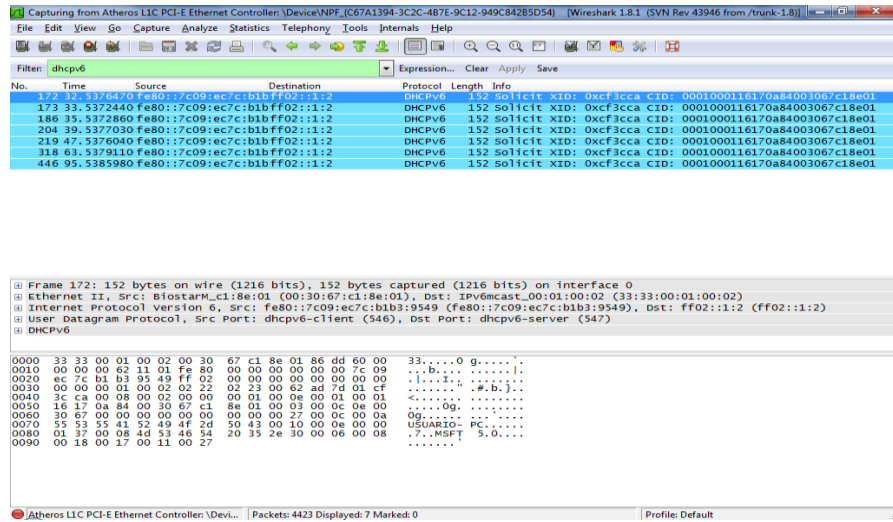 Capturing from Atheros L1C PCI-E Ethernet Controller: \Device\NPF_{C67A1394-3C2C-4B7E-9C12-949C842B5D54} [Wireshark 1.8.1 (SVN Rev 43946 from /trunk-1.8)]
File Edit View Go Capture Analyze Statistics Telephony Tools Internals Help
Filter: dhcpv6 Expression... Clear Apply Save
No. Time Source Destination Protocol Length Info
172 32.5376470 fe80::7c09:ec7c:b1b ff02::1:2 DHCPv6 152 Solicit XID: 0xcf3cca CID: 0001000116170a84003067c18e01
173 33.5372440 fe80::7c09:ec7c:b1b ff02::1:2 DHCPv6 152 Solicit XID: 0xcf3cca CID: 0001000116170a84003067c18e01
186 35.5372860 fe80::7c09:ec7c:b1b ff02::1:2 DHCPv6 152 Solicit XID: 0xcf3cca CID: 0001000116170a84003067c18e01
204 39.5377030 fe80::7c09:ec7c:b1b ff02::1:2 DHCPv6 152 Solicit XID: 0xcf3cca CID: 0001000116170a84003067c18e01
219 47.5376040 fe80::7c09:ec7c:b1b ff02::1:2 DHCPv6 152 Solicit XID: 0xcf3cca CID: 0001000116170a84003067c18e01
318 63.5379110 fe80::7c09:ec7c:b1b ff02::1:2 DHCPv6 152 Solicit XID: 0xcf3cca CID: 0001000116170a84003067c18e01
446 95.5385980 fe80::7c09:ec7c:b1b ff02::1:2 DHCPv6 152 Solicit XID: 0xcf3cca CID: 0001000116170a84003067c18e01
Frame 172: 152 bytes on wire (1216 bits), 152 bytes captured (1216 bits) on interface 0
Ethernet II, Src: BiostarM_c1:8e:01 (00:30:67:c1:8e:01), Dst: IPv6mcast_00:01:00:02 (33:33:00:01:00:02)
Internet Protocol Version 6, Src: fe80::7c09:ec7c:b1b3:9549 (fe80::7c09:ec7c:b1b3:9549), Dst: ff02::1:2 (ff02::1:2)
User Datagram Protocol, Src Port: dhcpv6-client (546), Dst Port: dhcpv6-server (547)
DHCPv6
0000 33 33 00 01 00 02 00 30 67 c1 8e 01 86 dd 60 00 33.....0 g.....`.
0010 00 00 00 62 11 01 fe 80 00 00 00 00 00 00 7c 09 ...b.... ......|.
0020 ec 7c b1 b3 95 49 ff 02 00 00 00 00 00 00 00 00 .|...I.. ........
0030 00 00 00 01 00 02 02 22 02 23 00 62 ad 7d 01 cf ......." .#.b.}..
0040 3c ca 00 08 00 02 00 00 00 01 00 0e 00 01 00 01 <....... ........
0050 16 17 0a 84 00 30 67 c1 8e 01 00 03 00 0c 0e 00 .....0g. ........
0060 30 67 00 00 00 00 00 00 00 00 00 27 00 0c 00 0a 0g...... ...'....
0070 55 53 55 41 52 49 4f 2d 50 43 00 10 00 0e 00 00 USUARIO- PC......
0080 01 37 00 08 4d 53 46 54 20 35 2e 30 00 06 00 08 .7..MSFT 5.0....
0090 00 18 00 17 00 11 00 27 .......'
Atheros L1C PCI-E Ethernet Controller: \Devi... Packets: 4423 Displayed: 7 Marked: 0 Profile: Default